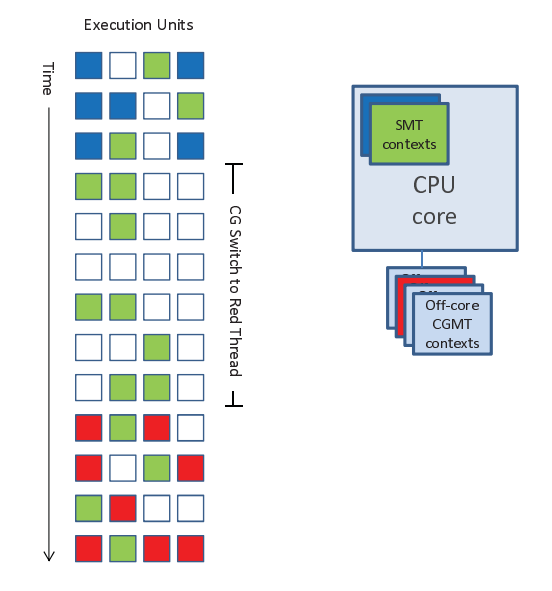 Execution Units
Time
CG Switch to Red Thread
SMT
contexts
CPU
core
Off-core
CGMT
contexts